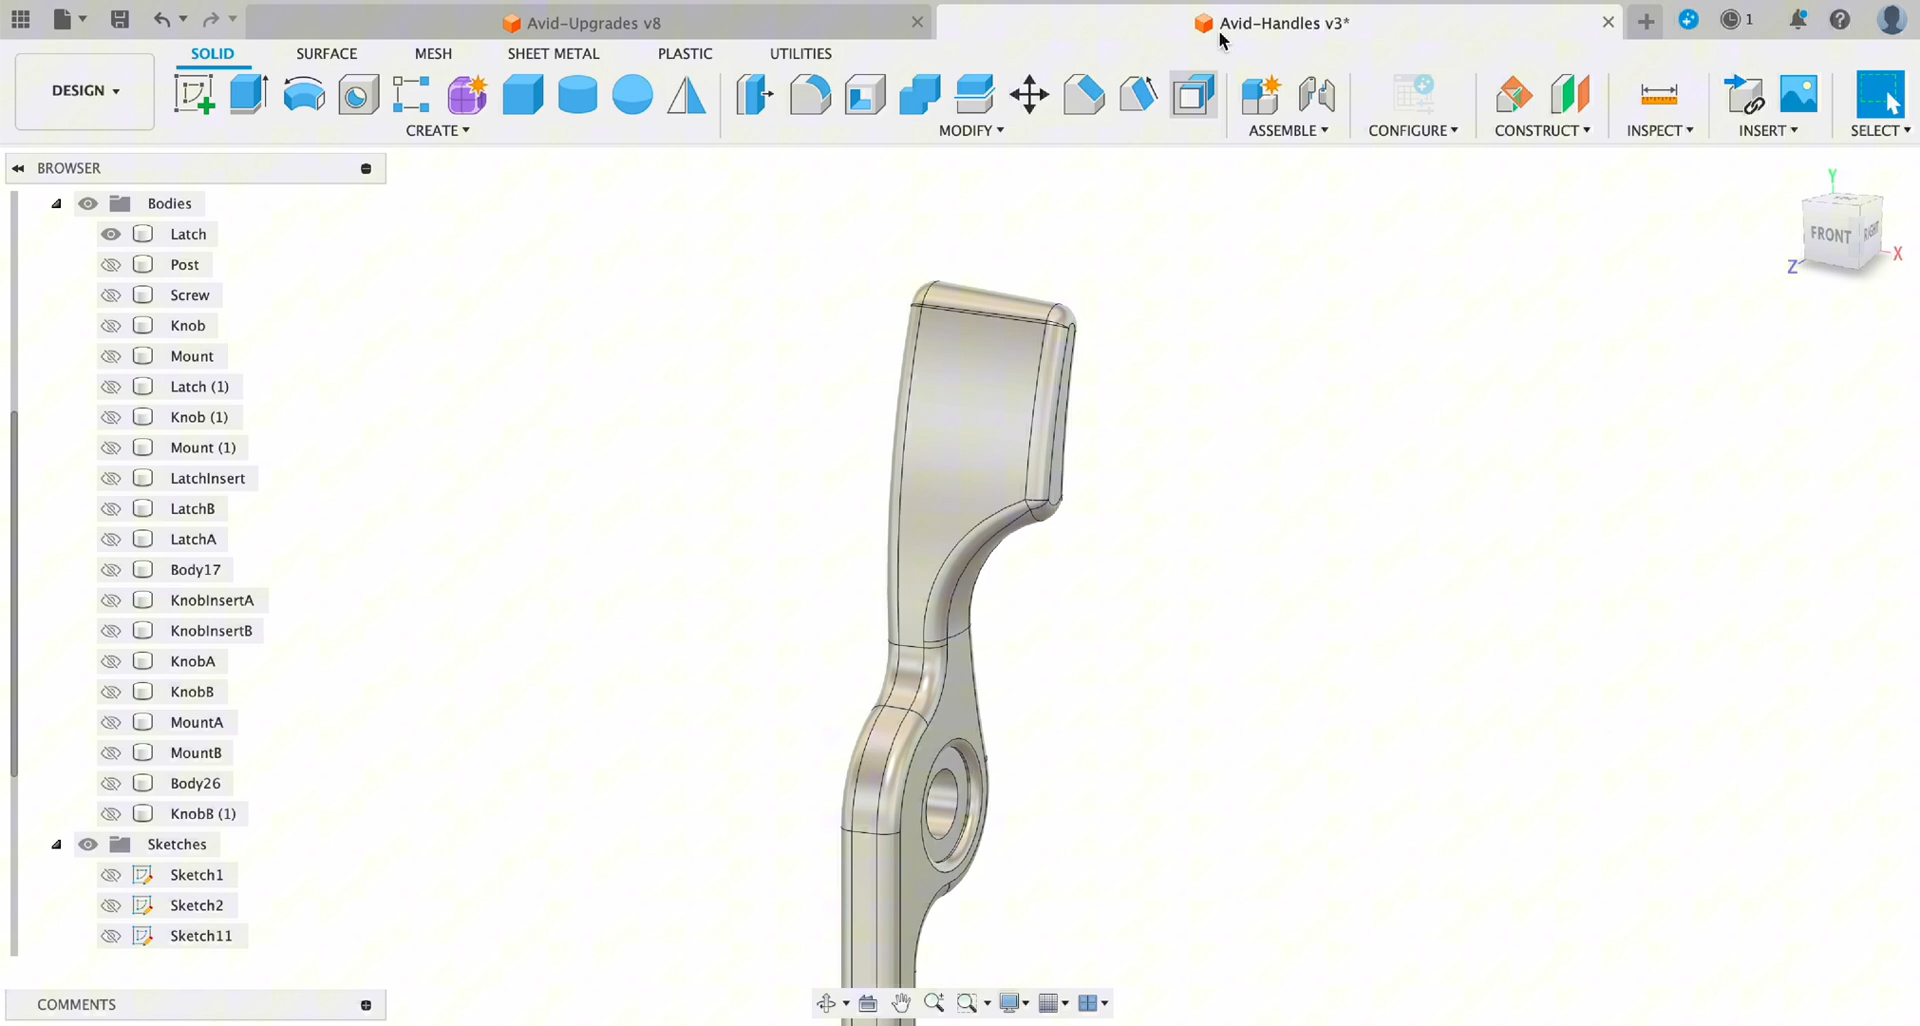 Avid-Upgrades v8
Avid-Handles v3*
1
DESIGN
SOLID
SURFACE
MESH
SHEET METAL
PLASTIC
UTILITIES
CREATE
MODIFY
ASSEMBLE
CONFIGURE
CONSTRUCT
INSPECT
INSERT
SELECT
BROWSER
Bodies
Latch
Post
Screw
Knob
Mount
Latch (1)
Knob (1)
Mount (1)
LatchInsert
LatchB
LatchA
Body17
KnobInsertA
KnobInsertB
KnobA
KnobB
MountA
MountB
Body26
KnobB (1)
Sketches
Sketch1
Sketch2
Sketch11
COMMENTS
Y
FRONT
RIGHT
X
Z